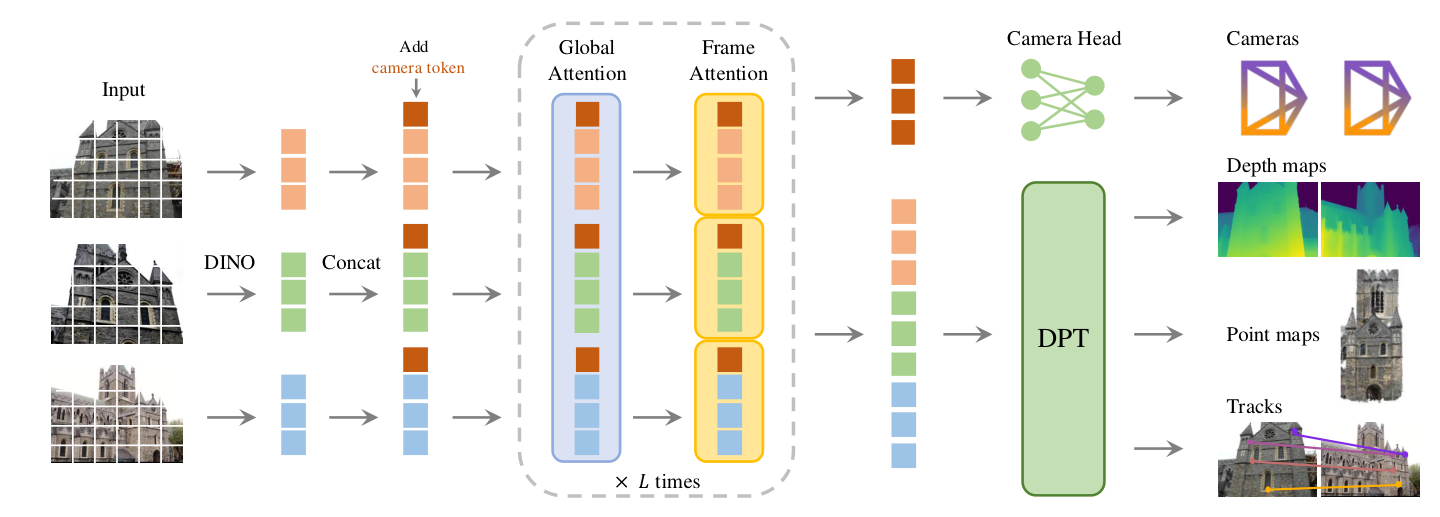 Input
DINO
Concat
Add
camera token
Global
Attention
Frame
Attention
× L times
Camera Head
DPT
Cameras
Depth maps
Point maps
Tracks